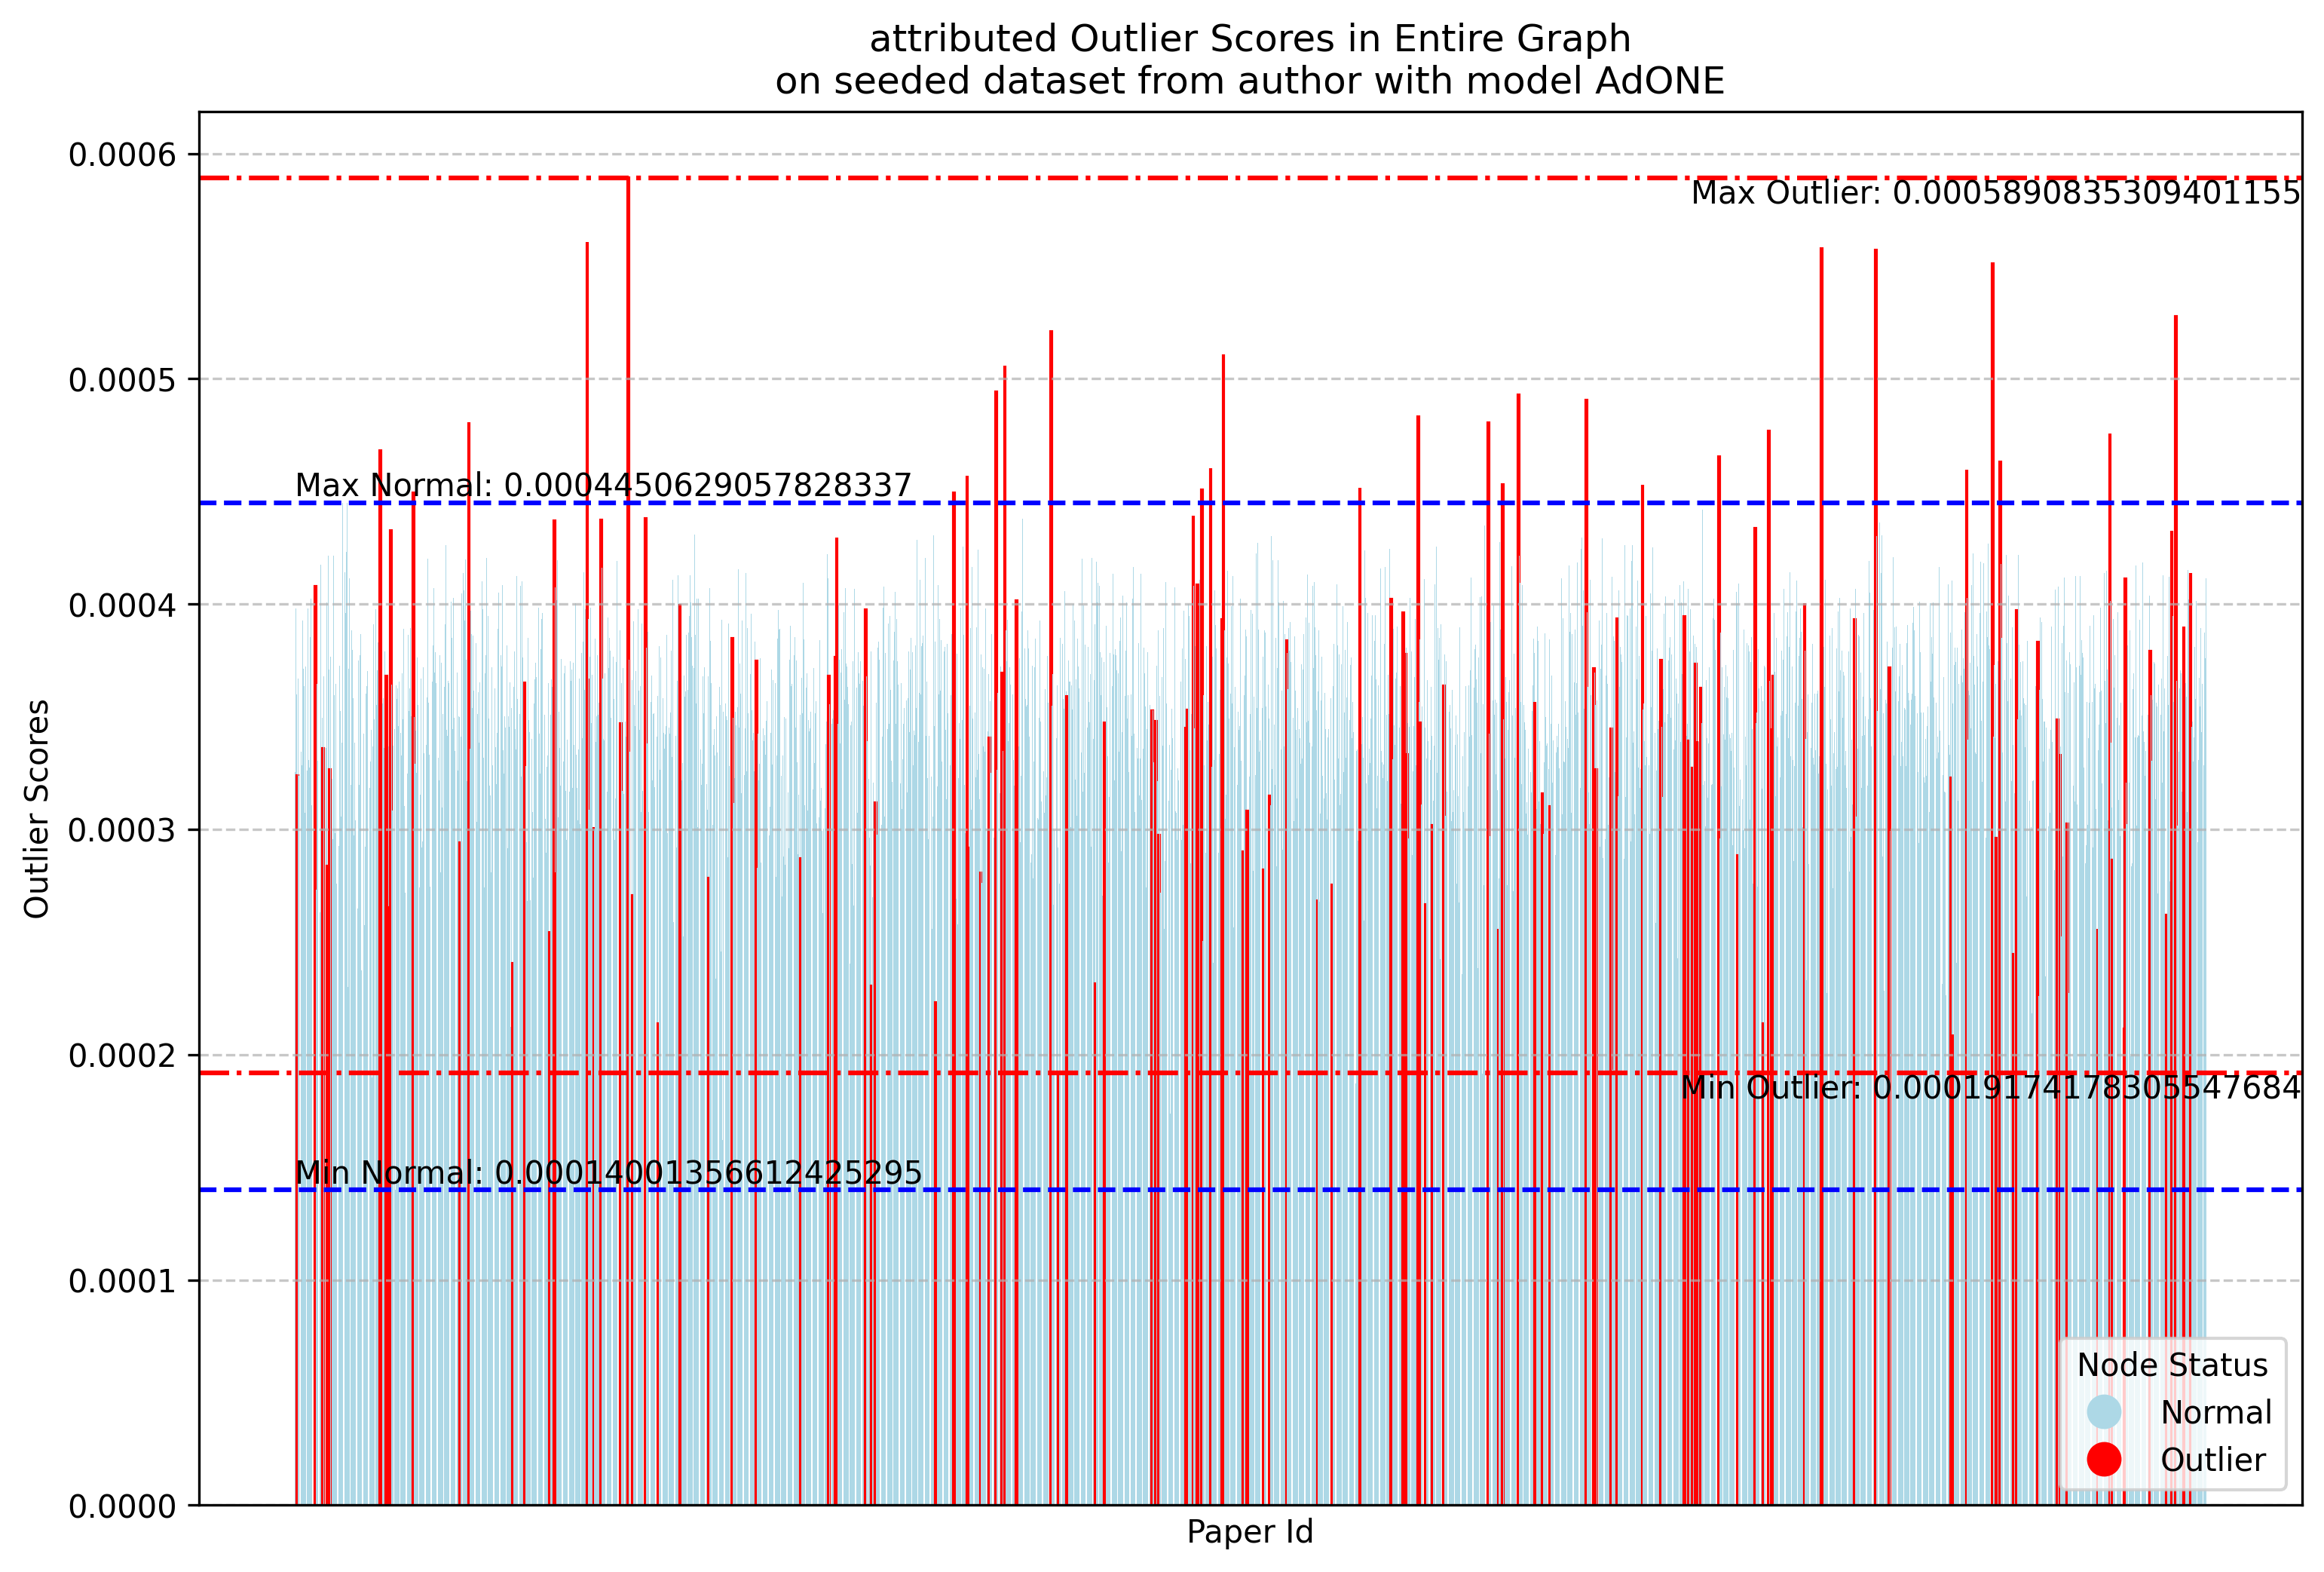 attributed Outlier Scores in Entire Graph
on seeded dataset from author with model AdONE
Outlier Scores
0.0006
0.0005
0.0004
0.0003
0.0002
0.0001
0.0000
Max Outlier: 0.0005890835309401155
Max Normal: 0.0004450629057828337
Min Outlier: 0.00019174178305547684
Min Normal: 0.00014001356612425295
Node Status
Normal
Outlier
Paper Id